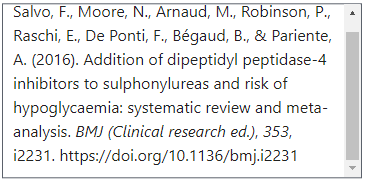 Salvo, F., Moore, N., Arnaud, M., Robinson, P.,
Raschi, E., De Ponti, F., Bégaud, B., & Pariente,
A. (2016). Addition of dipeptidyl peptidase-4
inhibitors to sulphonylureas and risk of
hypoglycaemia: systematic review and meta-
analysis. BMJ (Clinical research ed.), 353,
i2231. https://doi.org/10.1136/bmj.i2231